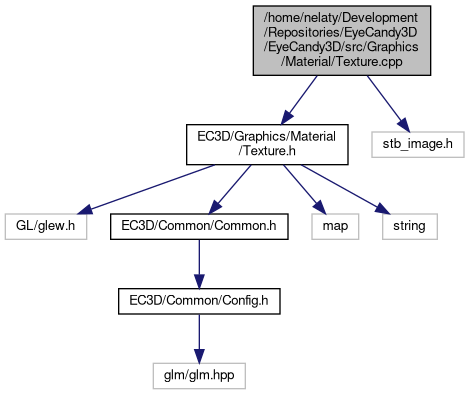 /home/nelaty/Development
/Repositories/EyeCandy3D
/EyeCandy3D/src/Graphics
/Material/Texture.cpp
EC3D/Graphics/Material
/Texture.h
stb_image.h
GL/glew.h
EC3D/Common/Common.h
map
string
EC3D/Common/Config.h
glm/glm.hpp